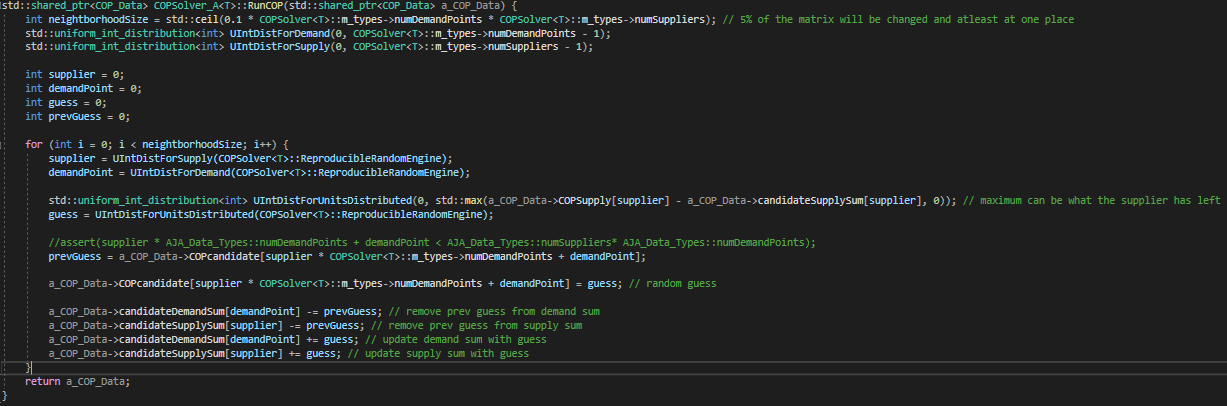 std::shared_ptr<COP_Data> COPSolver_A<T>::RunCOP(std::shared_ptr<COP_Data> a_COP_Data) {
int neightborhoodSize = std::ceil(0.1 * COPSolver<T>::m_types->numDemandPoints * COPSolver<T>::m_types->numSuppliers); // 5% of the matrix will be changed and atleast at one place
std::uniform_int_distribution<int> UIntDistForDemand(0, COPSolver<T>::m_types->numDemandPoints - 1);
std::uniform_int_distribution<int> UIntDistForSupply(0, COPSolver<T>::m_types->numSuppliers - 1);
int supplier = 0;
int demandPoint = 0;
int guess = 0;
int prevGuess = 0;
for (int i = 0; i < neightborhoodSize; i++) {
supplier = UIntDistForSupply(COPSolver<T>::ReproducibleRandomEngine);
demandPoint = UIntDistForDemand(COPSolver<T>::ReproducibleRandomEngine);
std::uniform_int_distribution<int> UIntDistForUnitsDistributed(0, std::max(a_COP_Data->COPSupply[supplier] - a_COP_Data->candidateSupplySum[supplier], 0)); // maximum can be what the supplier has left
guess = UIntDistForUnitsDistributed(COPSolver<T>::ReproducibleRandomEngine);
//assert(supplier * AJA_Data_Types::numDemandPoints + demandPoint < AJA_Data_Types::numSuppliers* AJA_Data_Types::numDemandPoints);
prevGuess = a_COP_Data->COPcandidate[supplier * COPSolver<T>::m_types->numDemandPoints + demandPoint];
a_COP_Data->COPcandidate[supplier * COPSolver<T>::m_types->numDemandPoints + demandPoint] = guess; // random guess
a_COP_Data->candidateDemandSum[demandPoint] -= prevGuess; // remove prev guess from demand sum
a_COP_Data->candidateSupplySum[supplier] -= prevGuess; // remove prev guess from supply sum
a_COP_Data->candidateDemandSum[demandPoint] += guess; // update demand sum with guess
a_COP_Data->candidateSupplySum[supplier] += guess; // update supply sum with guess
}
return a_COP_Data;
}